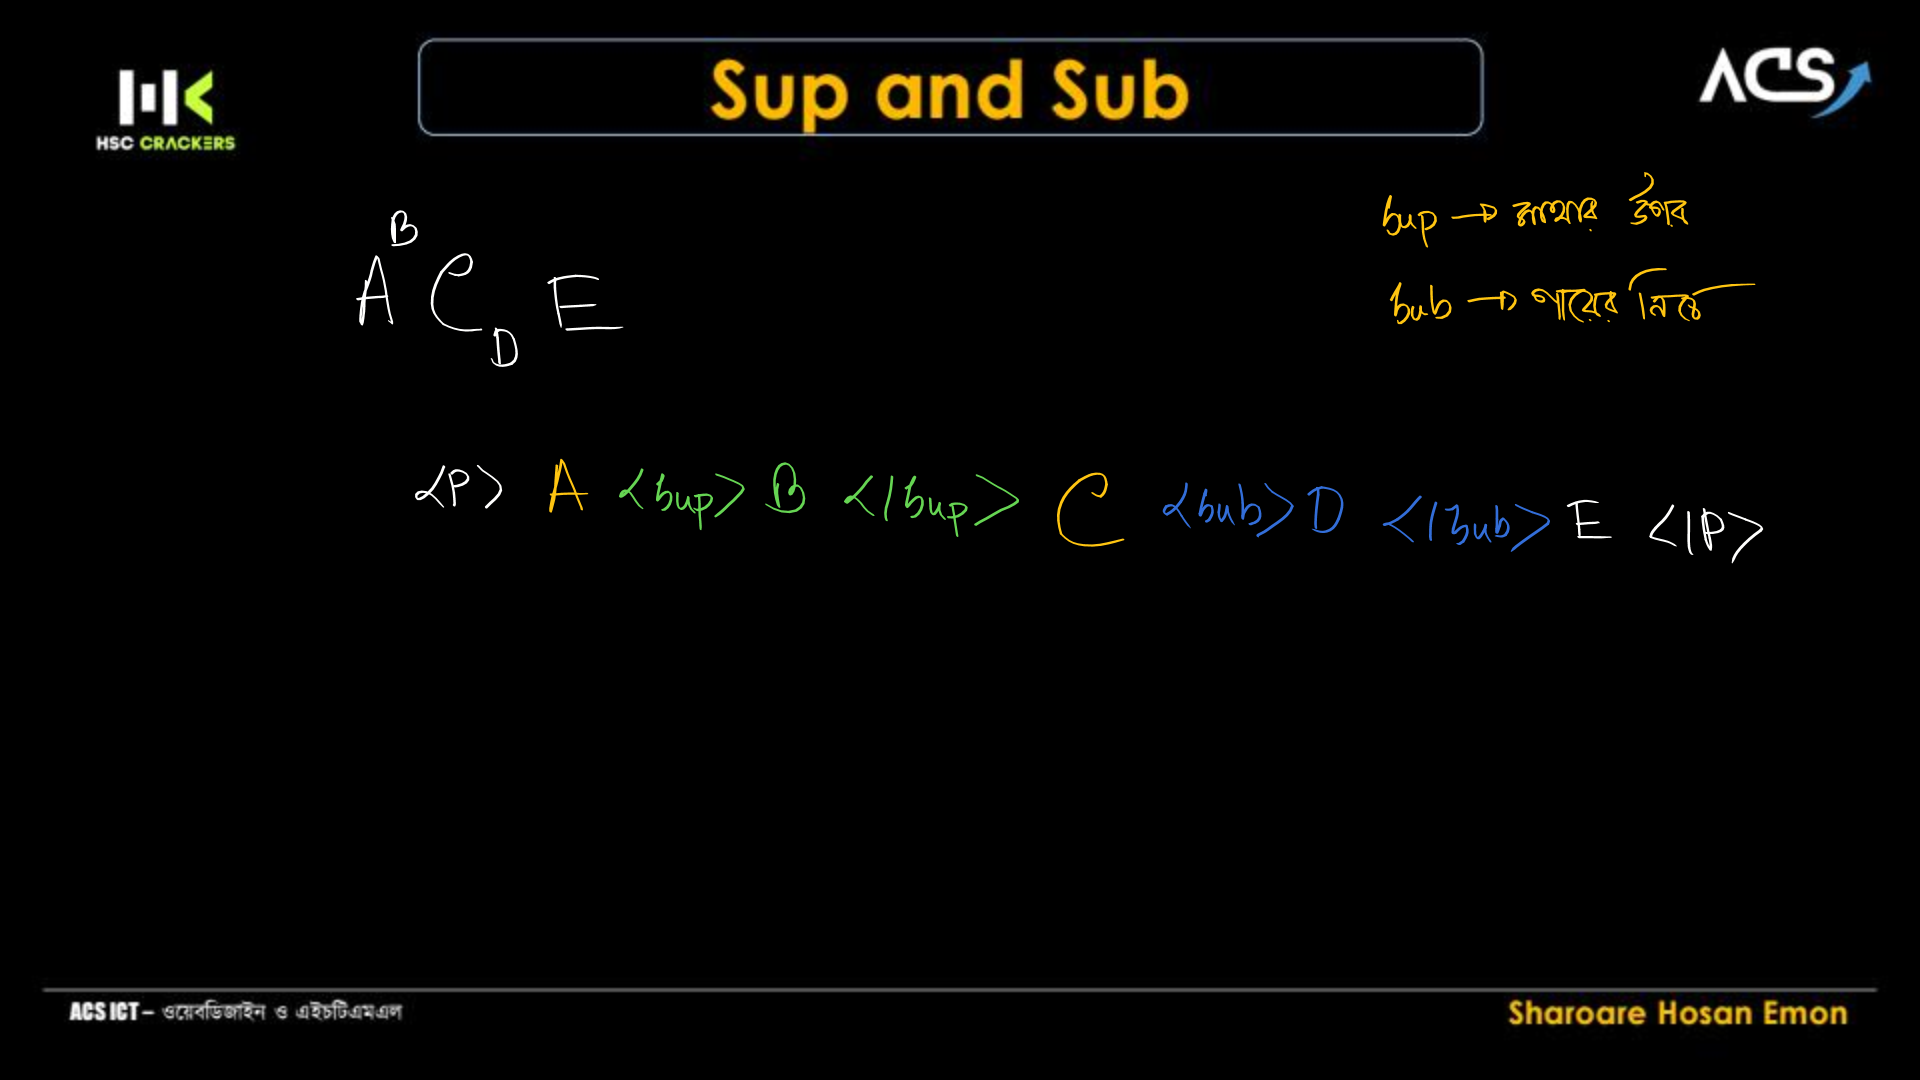 HSC CRACKERS
Sup and Sub
ACS
sup → মাথার উপর
sub → পায়ের নিচে
A^B C_D E
<P> A <sup> B </sup> C <sub> D </sub> E </P>
ACS ICT – ওয়েবডিজাইন ও এইচটিএমএল
Sharoare Hosan Emon